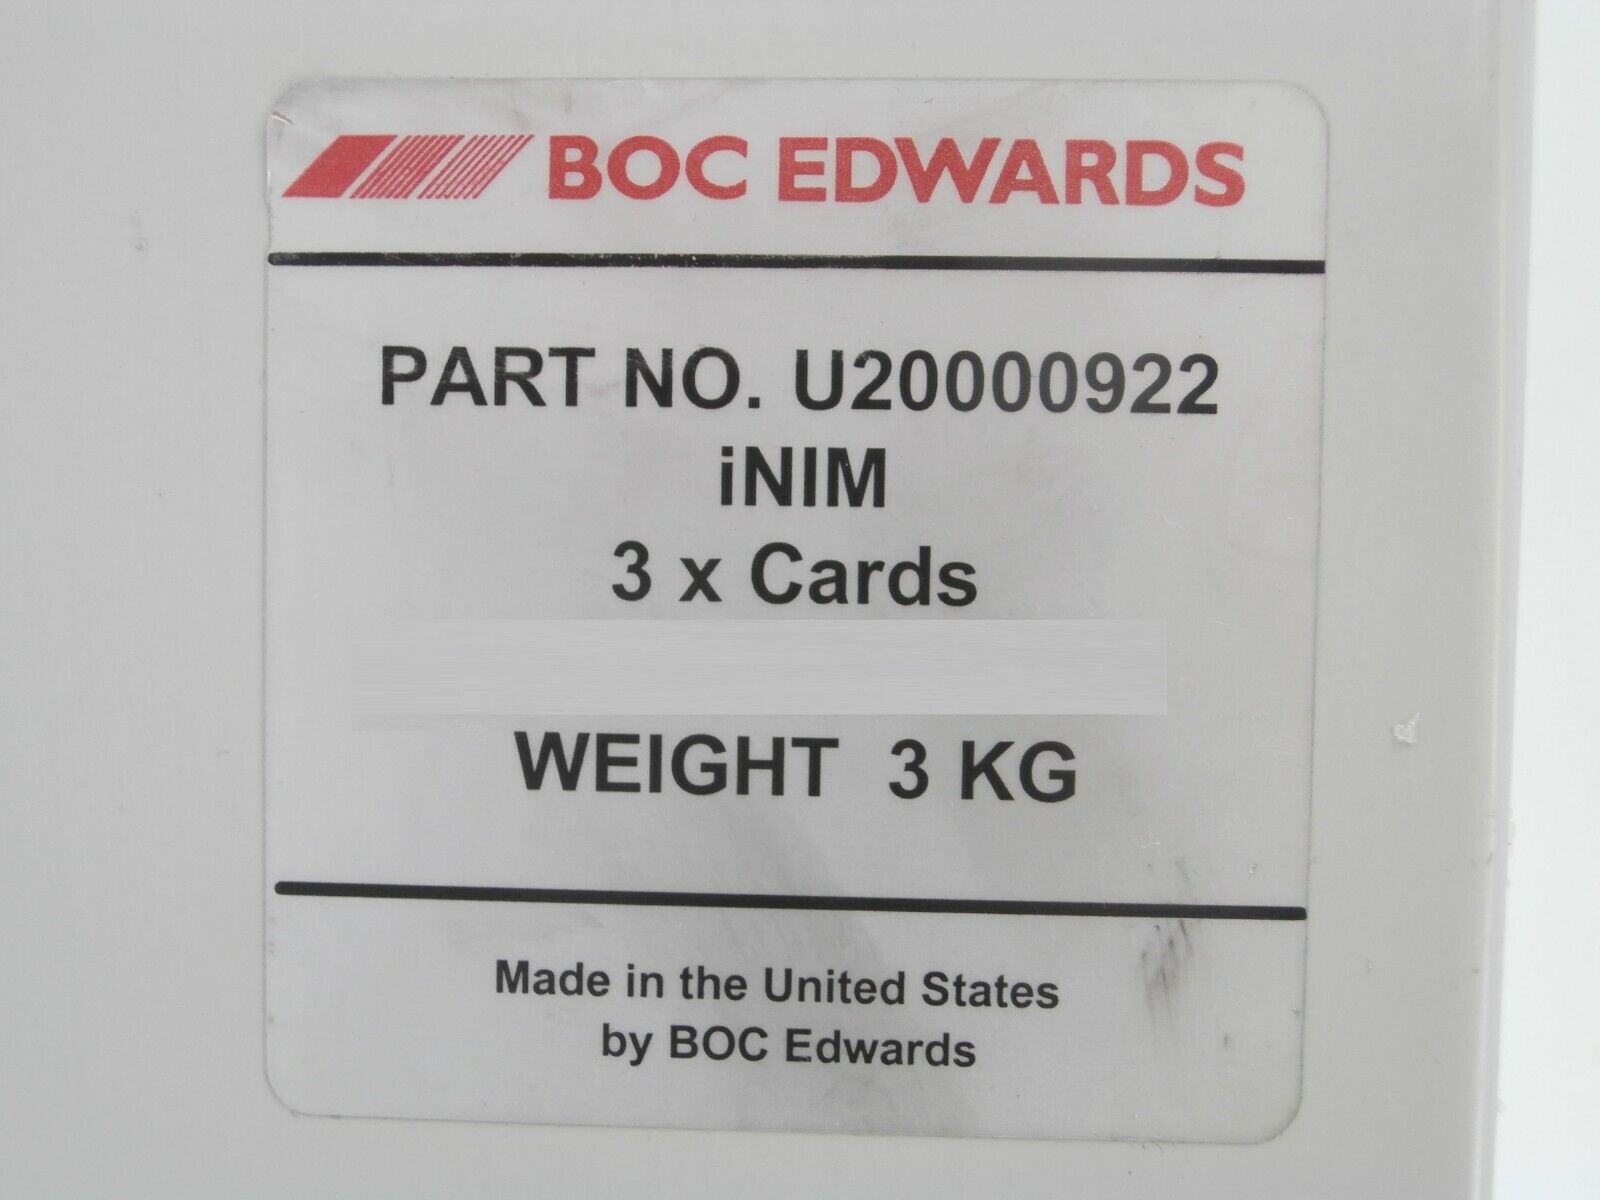 BOC EDWARDS
PART NO. U20000922
iNIM
3 x Cards
WEIGHT 3 KG
Made in the United States
by BOC Edwards